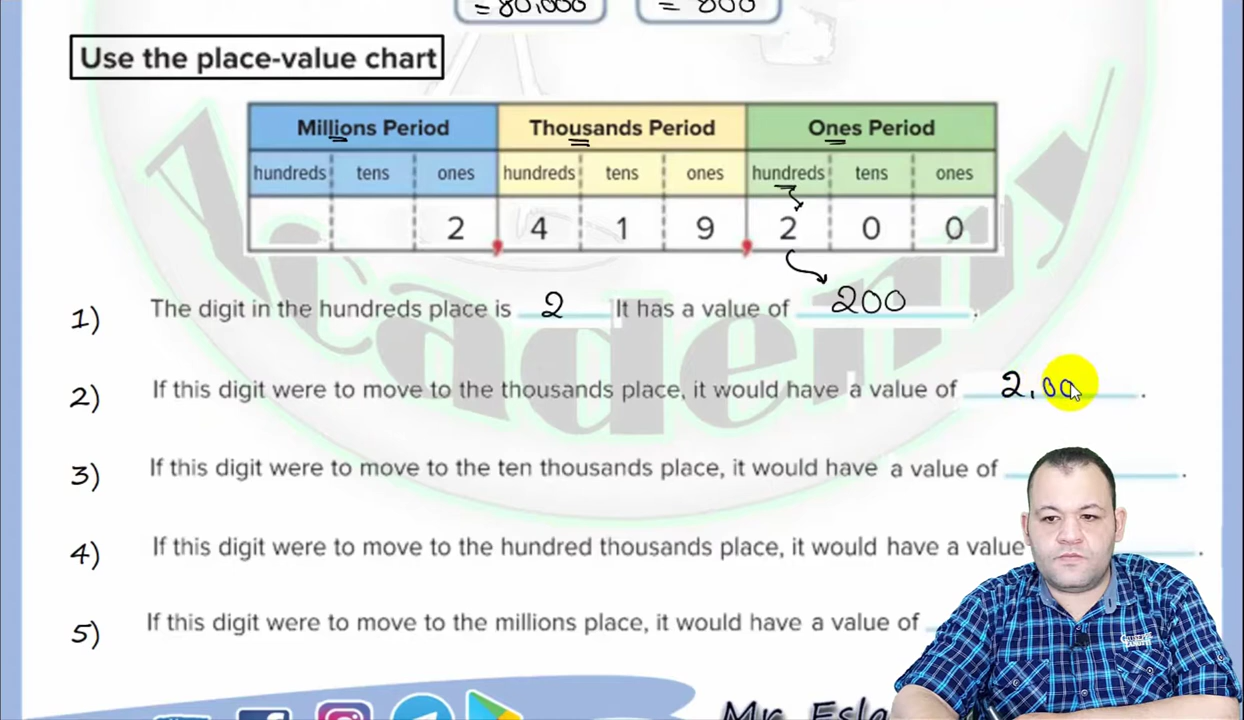 = 80,000 = 800
Use the place-value chart
Millions Period Thousands Period Ones Period
hundreds tens ones hundreds tens ones hundreds tens ones
2 4 1 9 2 0 0
1) The digit in the hundreds place is 2 It has a value of 200.
2) If this digit were to move to the thousands place, it would have a value of 2,00.
3) If this digit were to move to the ten thousands place, it would have a value of .
4) If this digit were to move to the hundred thousands place, it would have a value .
5) If this digit were to move to the millions place, it would have a value of
Academy
Mr. Esla